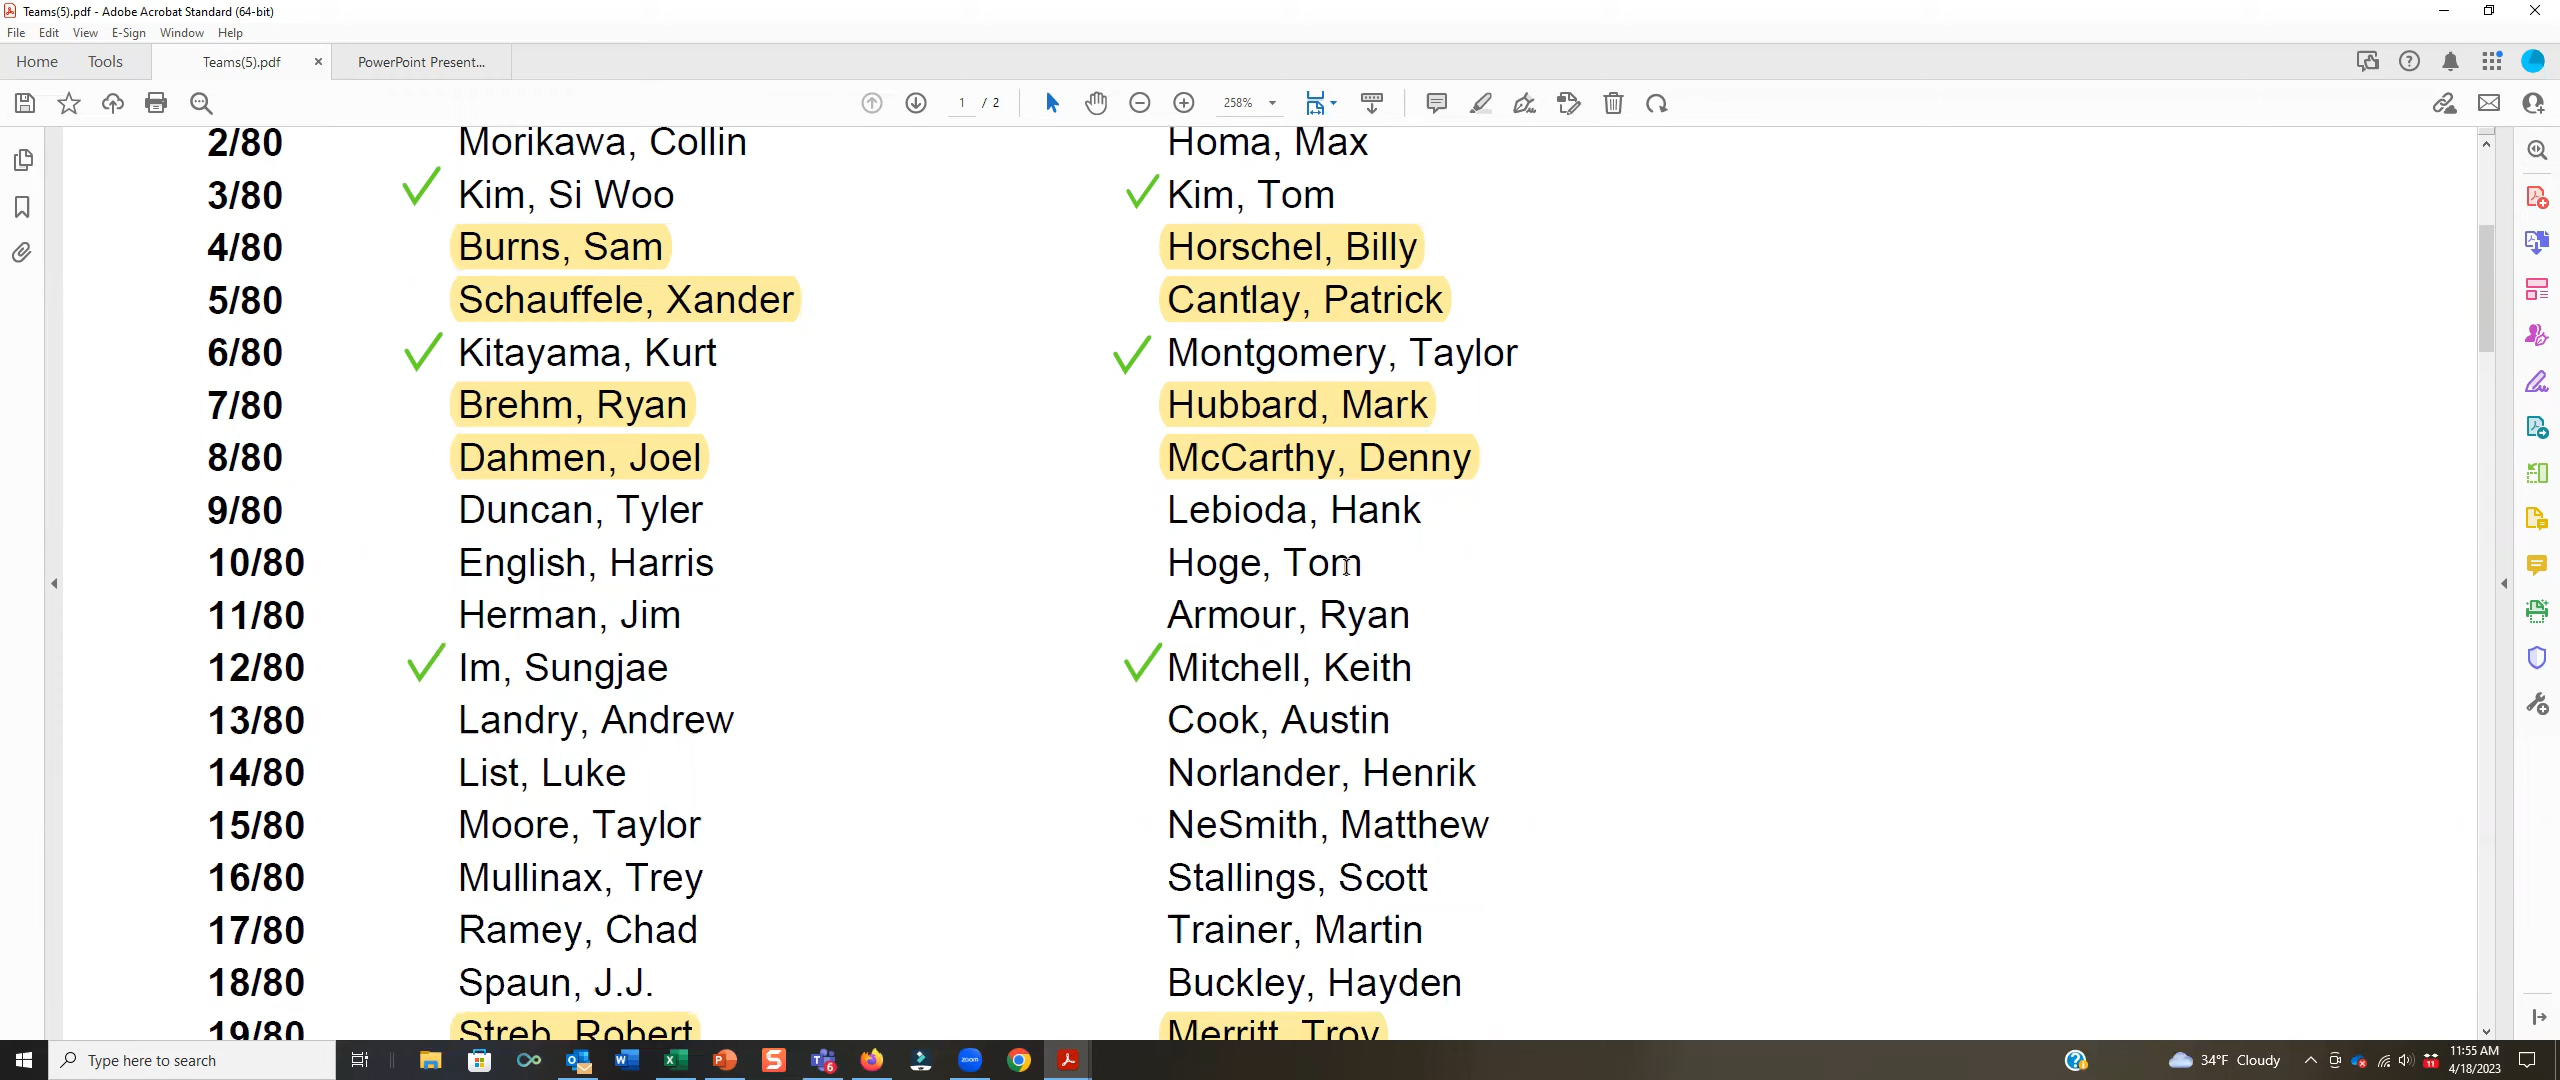 Teams(5).pdf - Adobe Acrobat Standard (64-bit)
File Edit View E-Sign Window Help
Home Tools Teams(5).pdf PowerPoint Present...
1 / 2 258%
2/80 Morikawa, Collin Homa, Max
3/80 Kim, Si Woo Kim, Tom
4/80 Burns, Sam Horschel, Billy
5/80 Schauffele, Xander Cantlay, Patrick
6/80 Kitayama, Kurt Montgomery, Taylor
7/80 Brehm, Ryan Hubbard, Mark
8/80 Dahmen, Joel McCarthy, Denny
9/80 Duncan, Tyler Lebioda, Hank
10/80 English, Harris Hoge, Tom
11/80 Herman, Jim Armour, Ryan
12/80 Im, Sungjae Mitchell, Keith
13/80 Landry, Andrew Cook, Austin
14/80 List, Luke Norlander, Henrik
15/80 Moore, Taylor NeSmith, Matthew
16/80 Mullinax, Trey Stallings, Scott
17/80 Ramey, Chad Trainer, Martin
18/80 Spaun, J.J. Buckley, Hayden
19/80 Streb, Robert Merritt, Troy
Type here to search zoom 6 34°F Cloudy 11 11:55 AM
4/18/2023